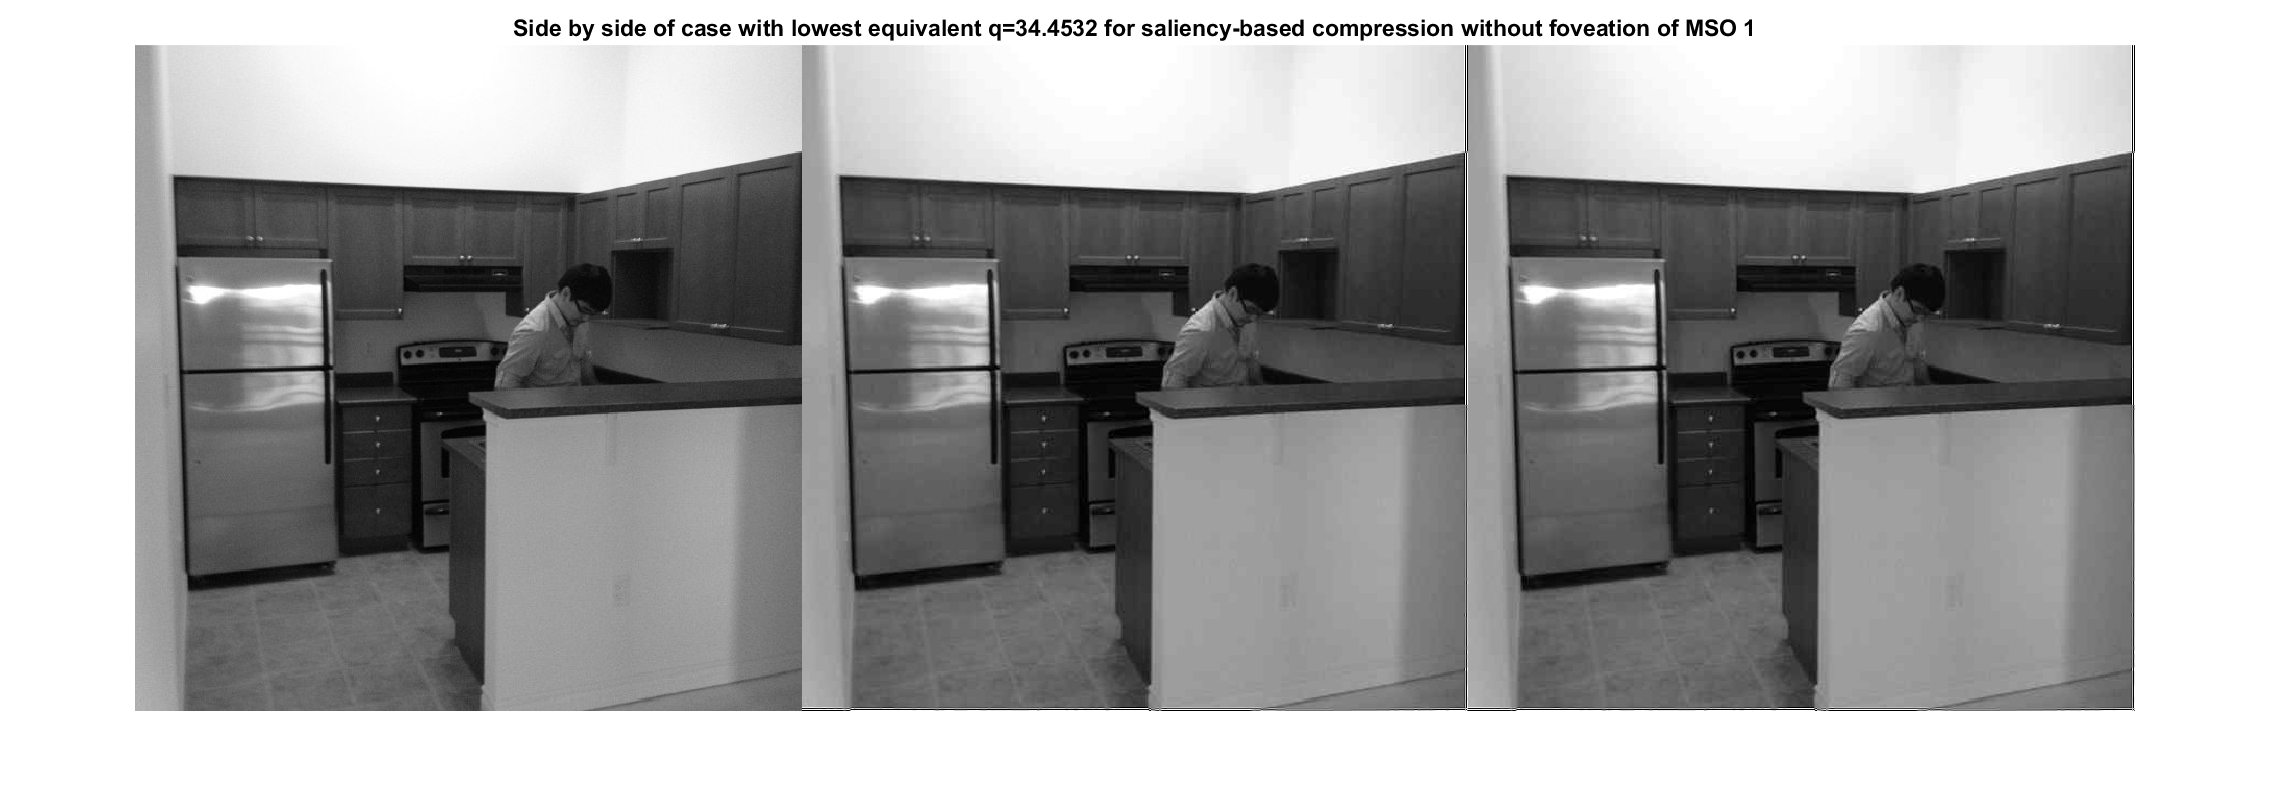 Side by side of case with lowest equivalent q=34.4532 for saliency-based compression without foveation of MSO 1